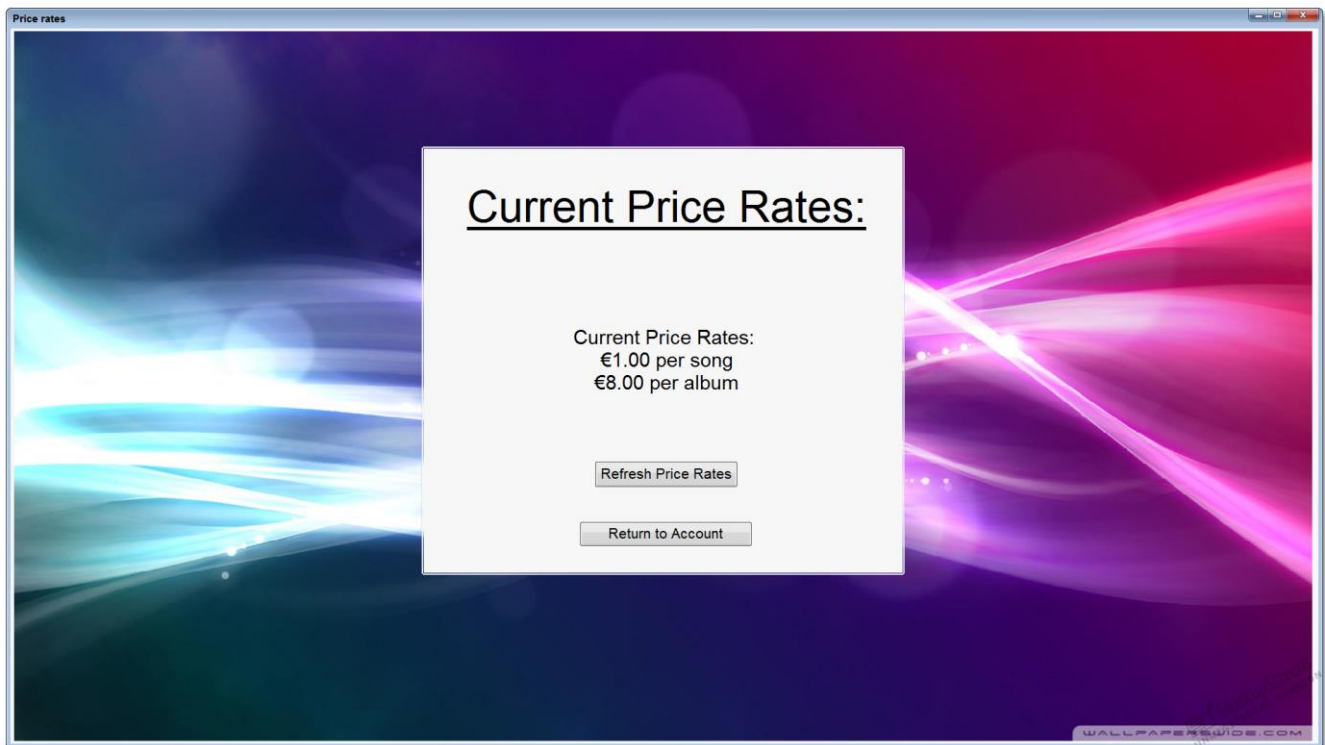 Price rates
Current Price Rates:
Current Price Rates:
€1.00 per song
€8.00 per album
Refresh Price Rates
Return to Account
WALLPAPERSWIDE.COM